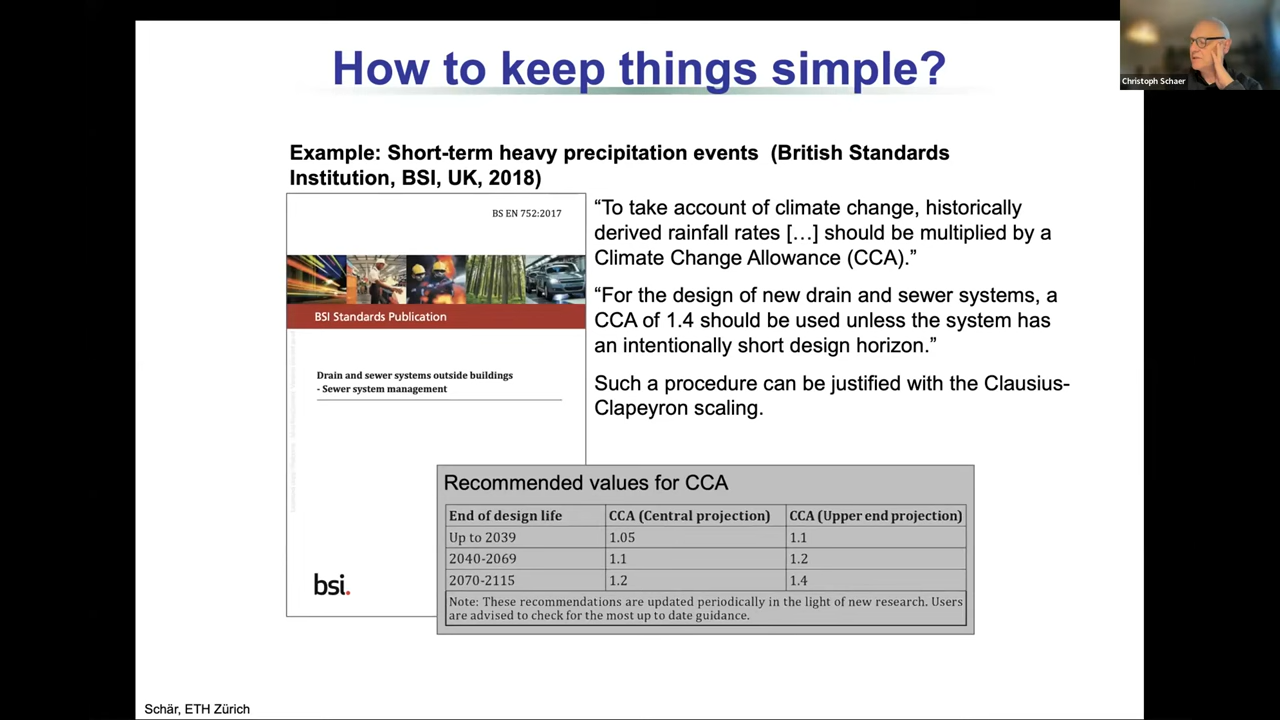 How to keep things simple?
Christoph Schaer
Example: Short-term heavy precipitation events (British Standards
Institution, BSI, UK, 2018)
BS EN 752:2017
BSI Standards Publication
Drain and sewer systems outside buildings
- Sewer system management
bsi.
“To take account of climate change, historically
derived rainfall rates […] should be multiplied by a
Climate Change Allowance (CCA).”
“For the design of new drain and sewer systems, a
CCA of 1.4 should be used unless the system has
an intentionally short design horizon.”
Such a procedure can be justified with the Clausius-
Clapeyron scaling.
Recommended values for CCA
End of design life CCA (Central projection) CCA (Upper end projection)
Up to 2039 1.05 1.1
2040-2069 1.1 1.2
2070-2115 1.2 1.4
Note: These recommendations are updated periodically in the light of new research. Users
are advised to check for the most up to date guidance.
Schär, ETH Zürich